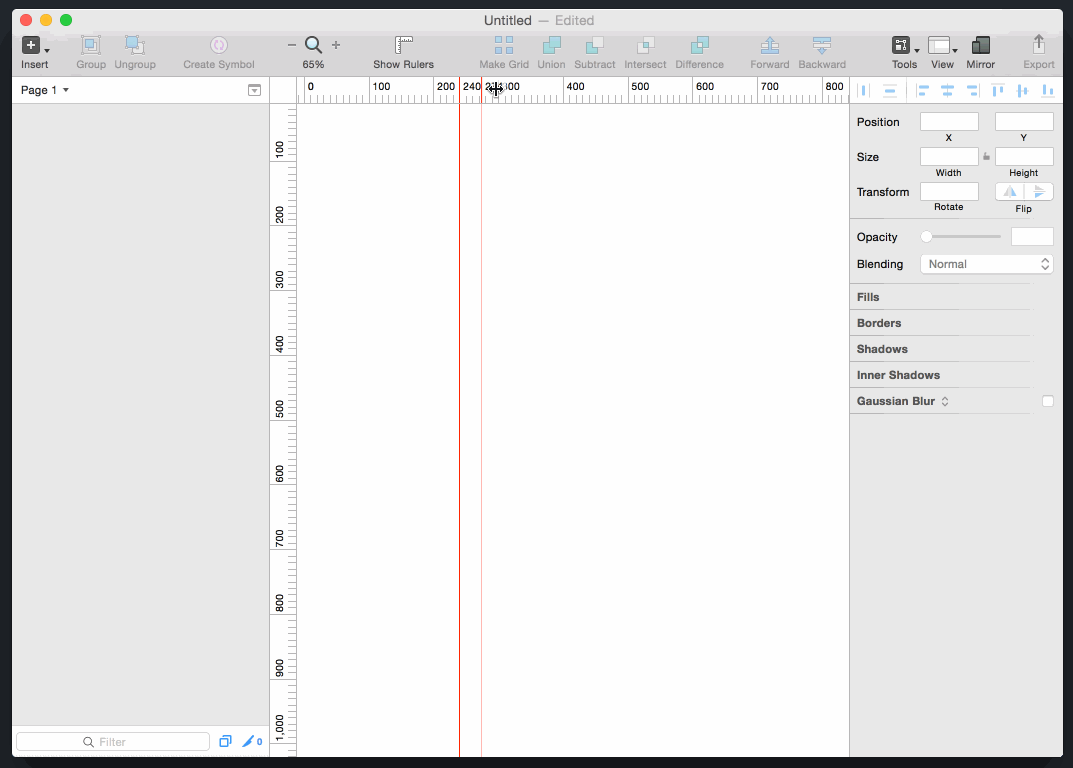 Untitled — Edited
Insert Group Ungroup Create Symbol 65% Show Rulers Make Grid Union Subtract Intersect Difference Forward Backward Tools View Mirror Export
Page 1
0 100 200 240 400 500 600 700 800
100
200
300
400
500
600
700
800
900
1,000
Position
X Y
Size
Width Height
Transform
Rotate Flip
Opacity
Blending Normal
Fills
Borders
Shadows
Inner Shadows
Gaussian Blur
Filter 0